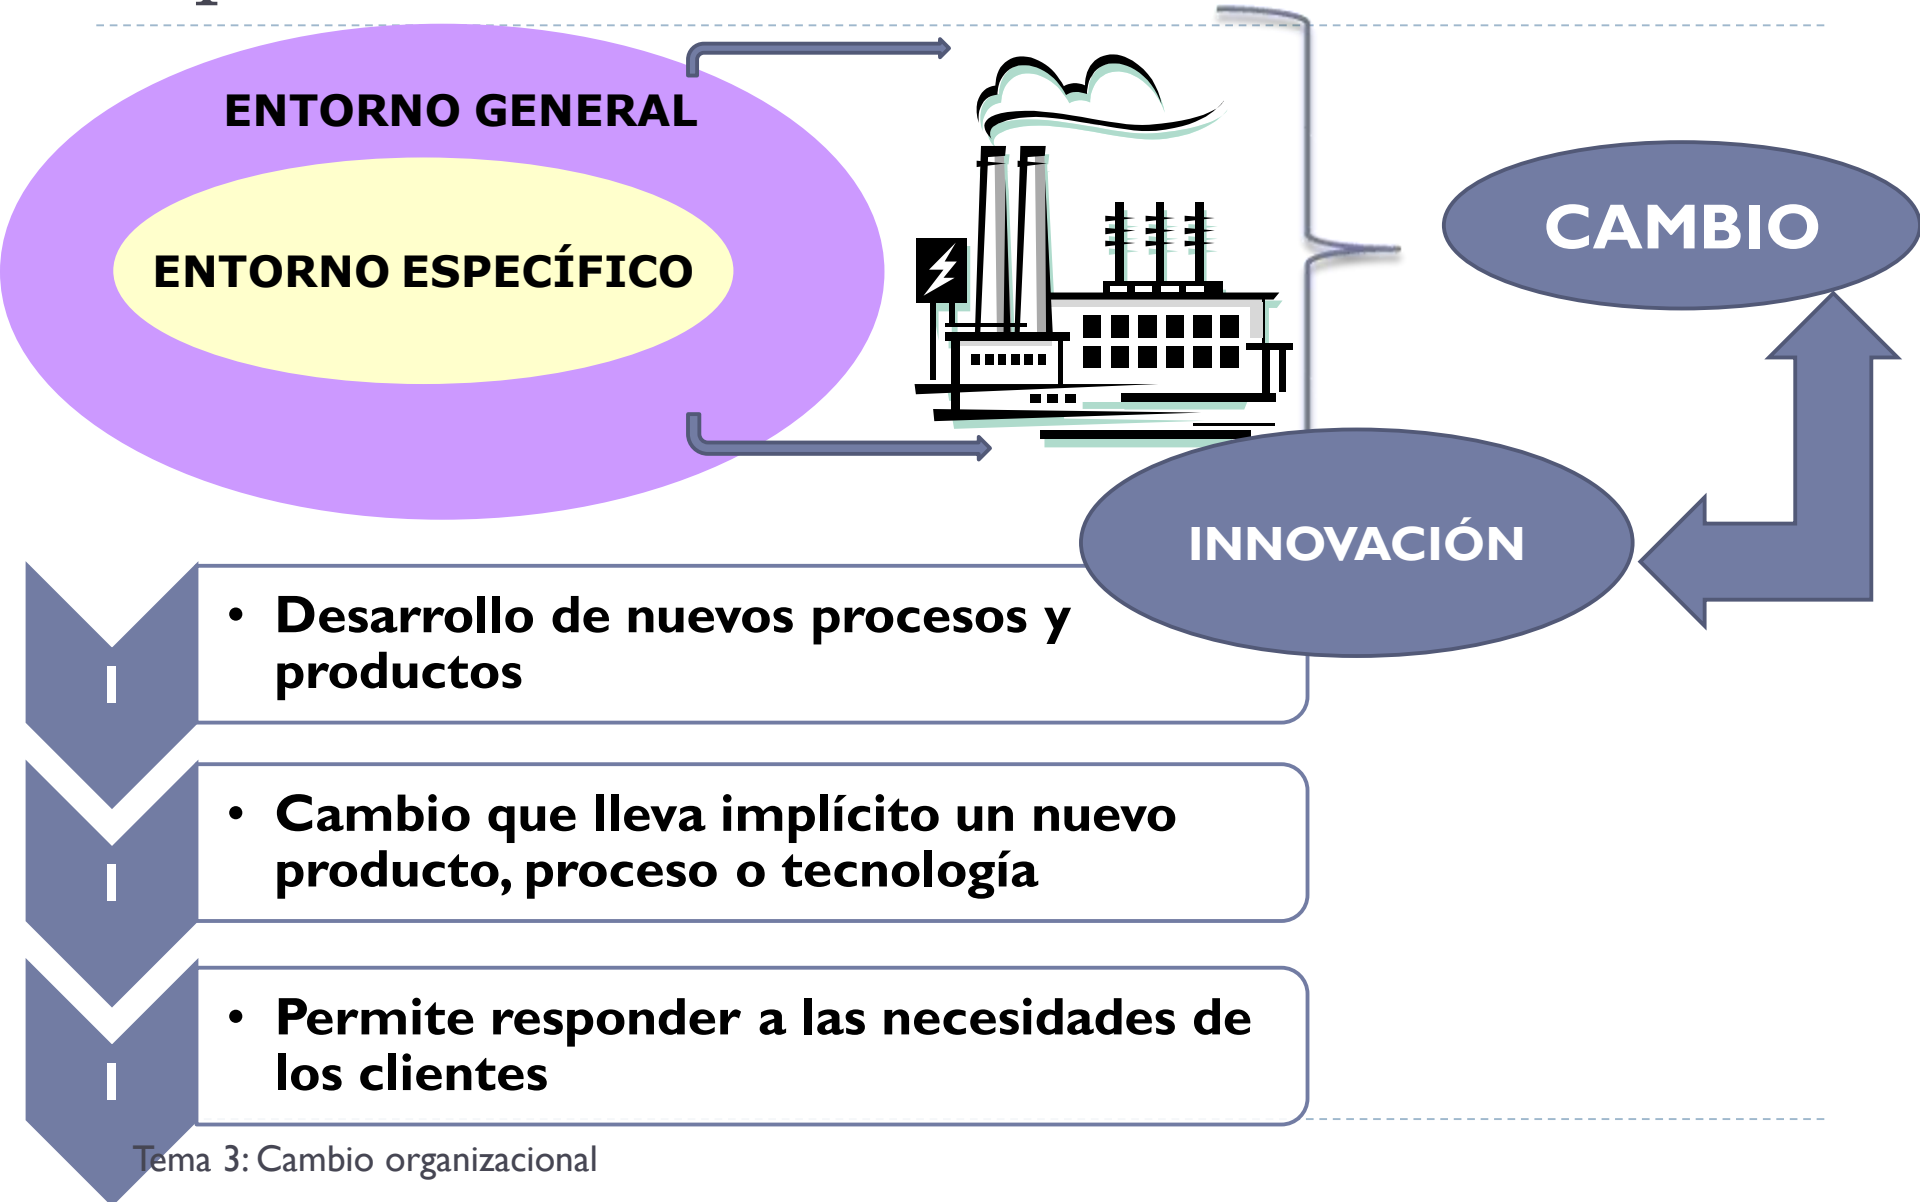 ENTORNO GENERAL
ENTORNO ESPECÍFICO
CAMBIO
INNOVACIÓN
I
• Desarrollo de nuevos procesos y
productos
I
• Cambio que lleva implícito un nuevo
producto, proceso o tecnología
I
• Permite responder a las necesidades de
los clientes
Tema 3: Cambio organizacional